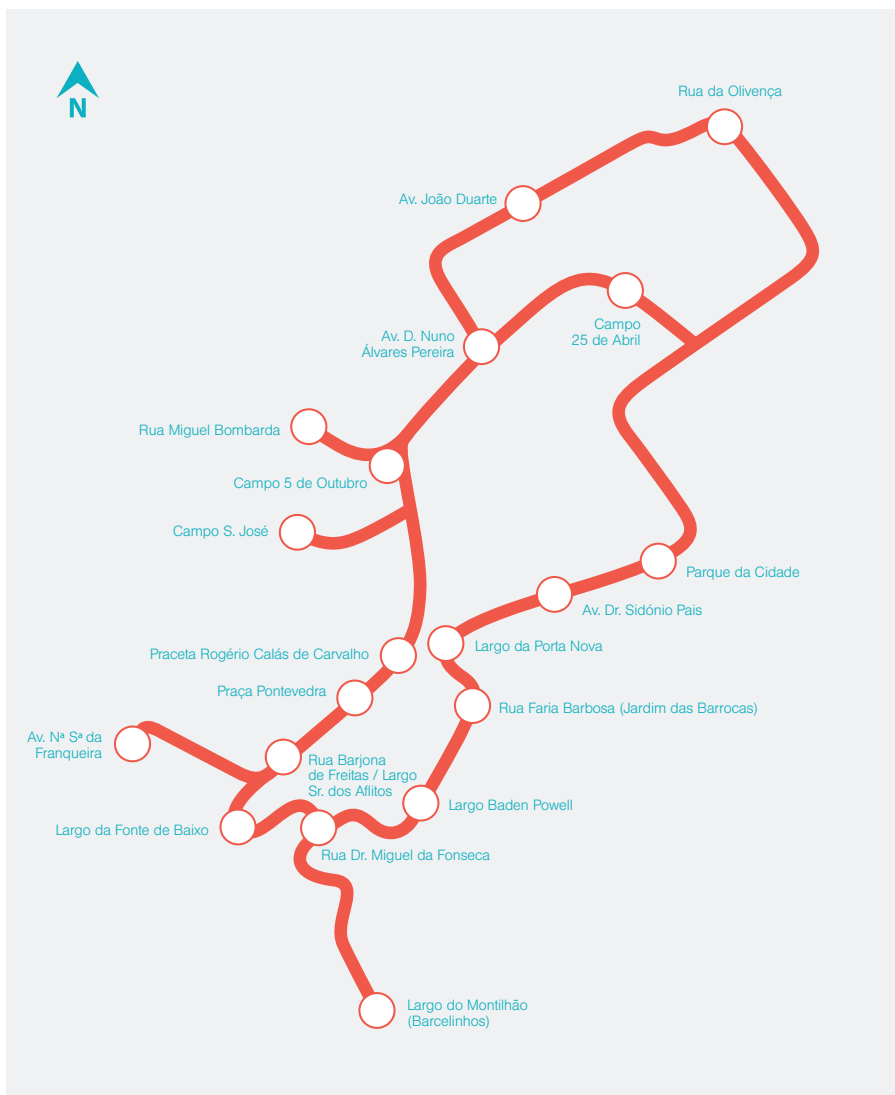 N
Rua da Olivença
Av. João Duarte
Campo
25 de Abril
Av. D. Nuno
Álvares Pereira
Rua Miguel Bombarda
Campo 5 de Outubro
Campo S. José
Parque da Cidade
Av. Dr. Sidónio Pais
Largo da Porta Nova
Praceta Rogério Calás de Carvalho
Praça Pontevedra
Rua Faria Barbosa (Jardim das Barrocas)
Av. Nª Sª da
Franqueira
Rua Barjona
de Freitas / Largo
Sr. dos Aflitos
Largo Baden Powell
Largo da Fonte de Baixo
Rua Dr. Miguel da Fonseca
Largo do Montilhão
(Barcelinhos)